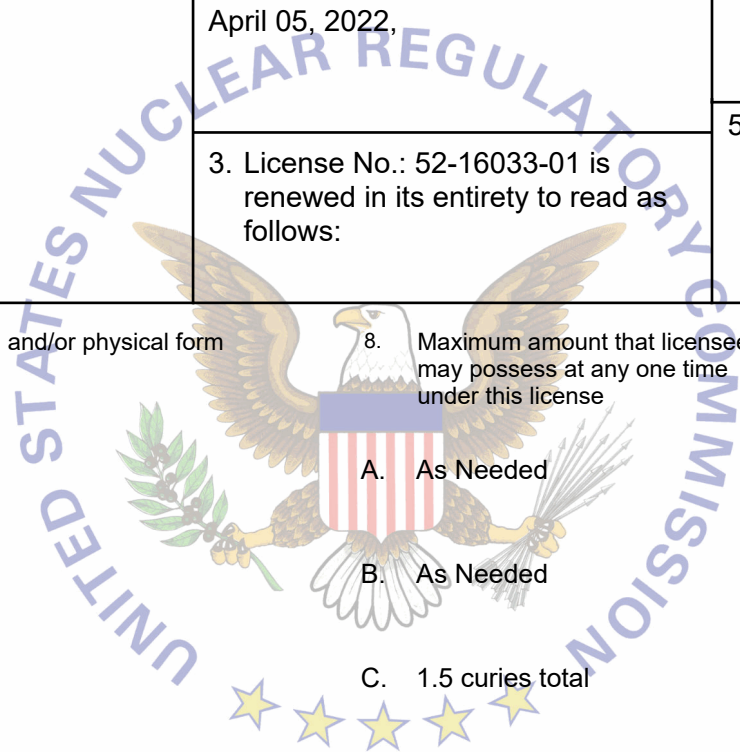 April 05, 2022,
5
3. License No.: 52-16033-01 is
renewed in its entirety to read as
follows:
and/or physical form
8. Maximum amount that licensee
may possess at any one time
under this license
A. As Needed
B. As Needed
C. 1.5 curies total
UNITED STATES NUCLEAR REGULATORY COMMISSION